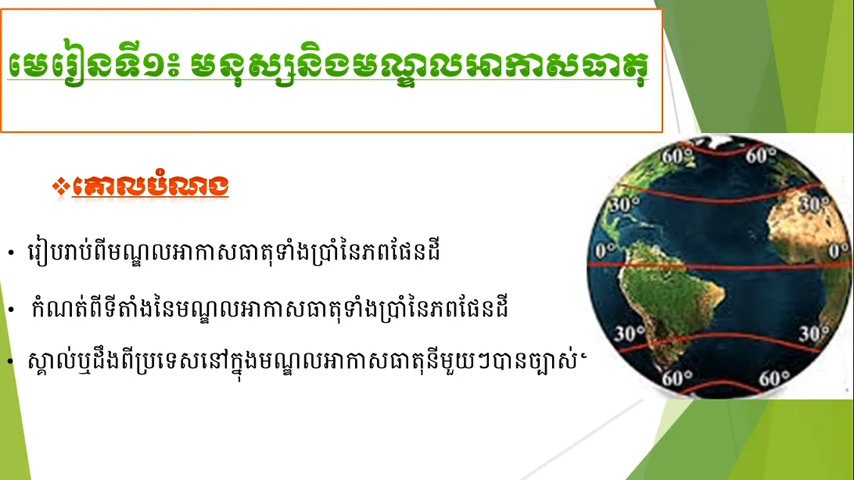 មេរៀនទី១៖ មនុស្សនិងមណ្ឌលអាកាសធាតុ
❖គោលបំណង
• រៀបរាប់ពីមណ្ឌលអាកាសធាតុទាំងប្រាំនៃភពផែនដី
• កំណត់ពីទីតាំងនៃមណ្ឌលអាកាសធាតុទាំងប្រាំនៃភពផែនដី
• ស្គាល់ឬដឹងពីប្រទេសនៅក្នុងមណ្ឌលអាកាសធាតុនីមួយៗបានច្បាស់
60° 60°
30° 30°
0° 0°
30° 30°
60° 60°